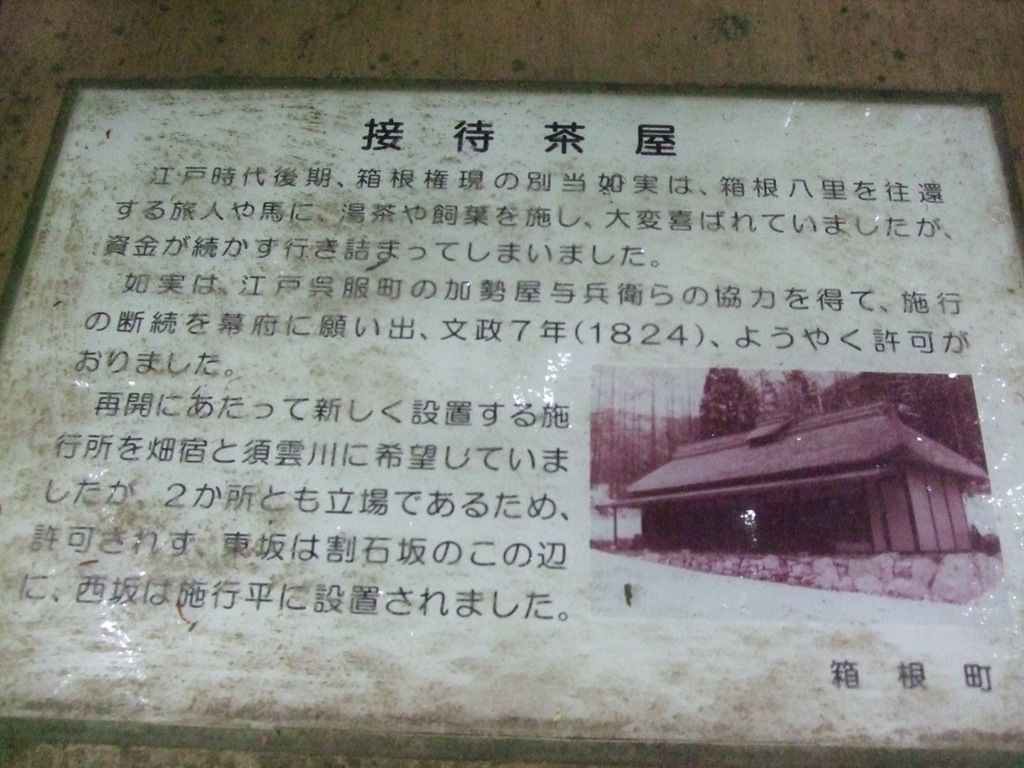 接待茶屋
江戸時代後期、箱根権現の別当如実は、箱根八里を往還
する旅人や馬に、湯茶や飼葉を施し、大変喜ばれていましたが、
資金が続かず行き詰まってしまいました。
如実は、江戸呉服町の加勢屋与兵衛らの協力を得て、施行
の断続を幕府に願い出、文政7年(1824)、ようやく許可が
おりました。
再開にあたって新しく設置する施
行所を畑宿と須雲川に希望していま
したが、2か所とも立場であるため、
許可されず、東坂は割石坂のこの辺
に、西坂は施行平に設置されました。
箱根町